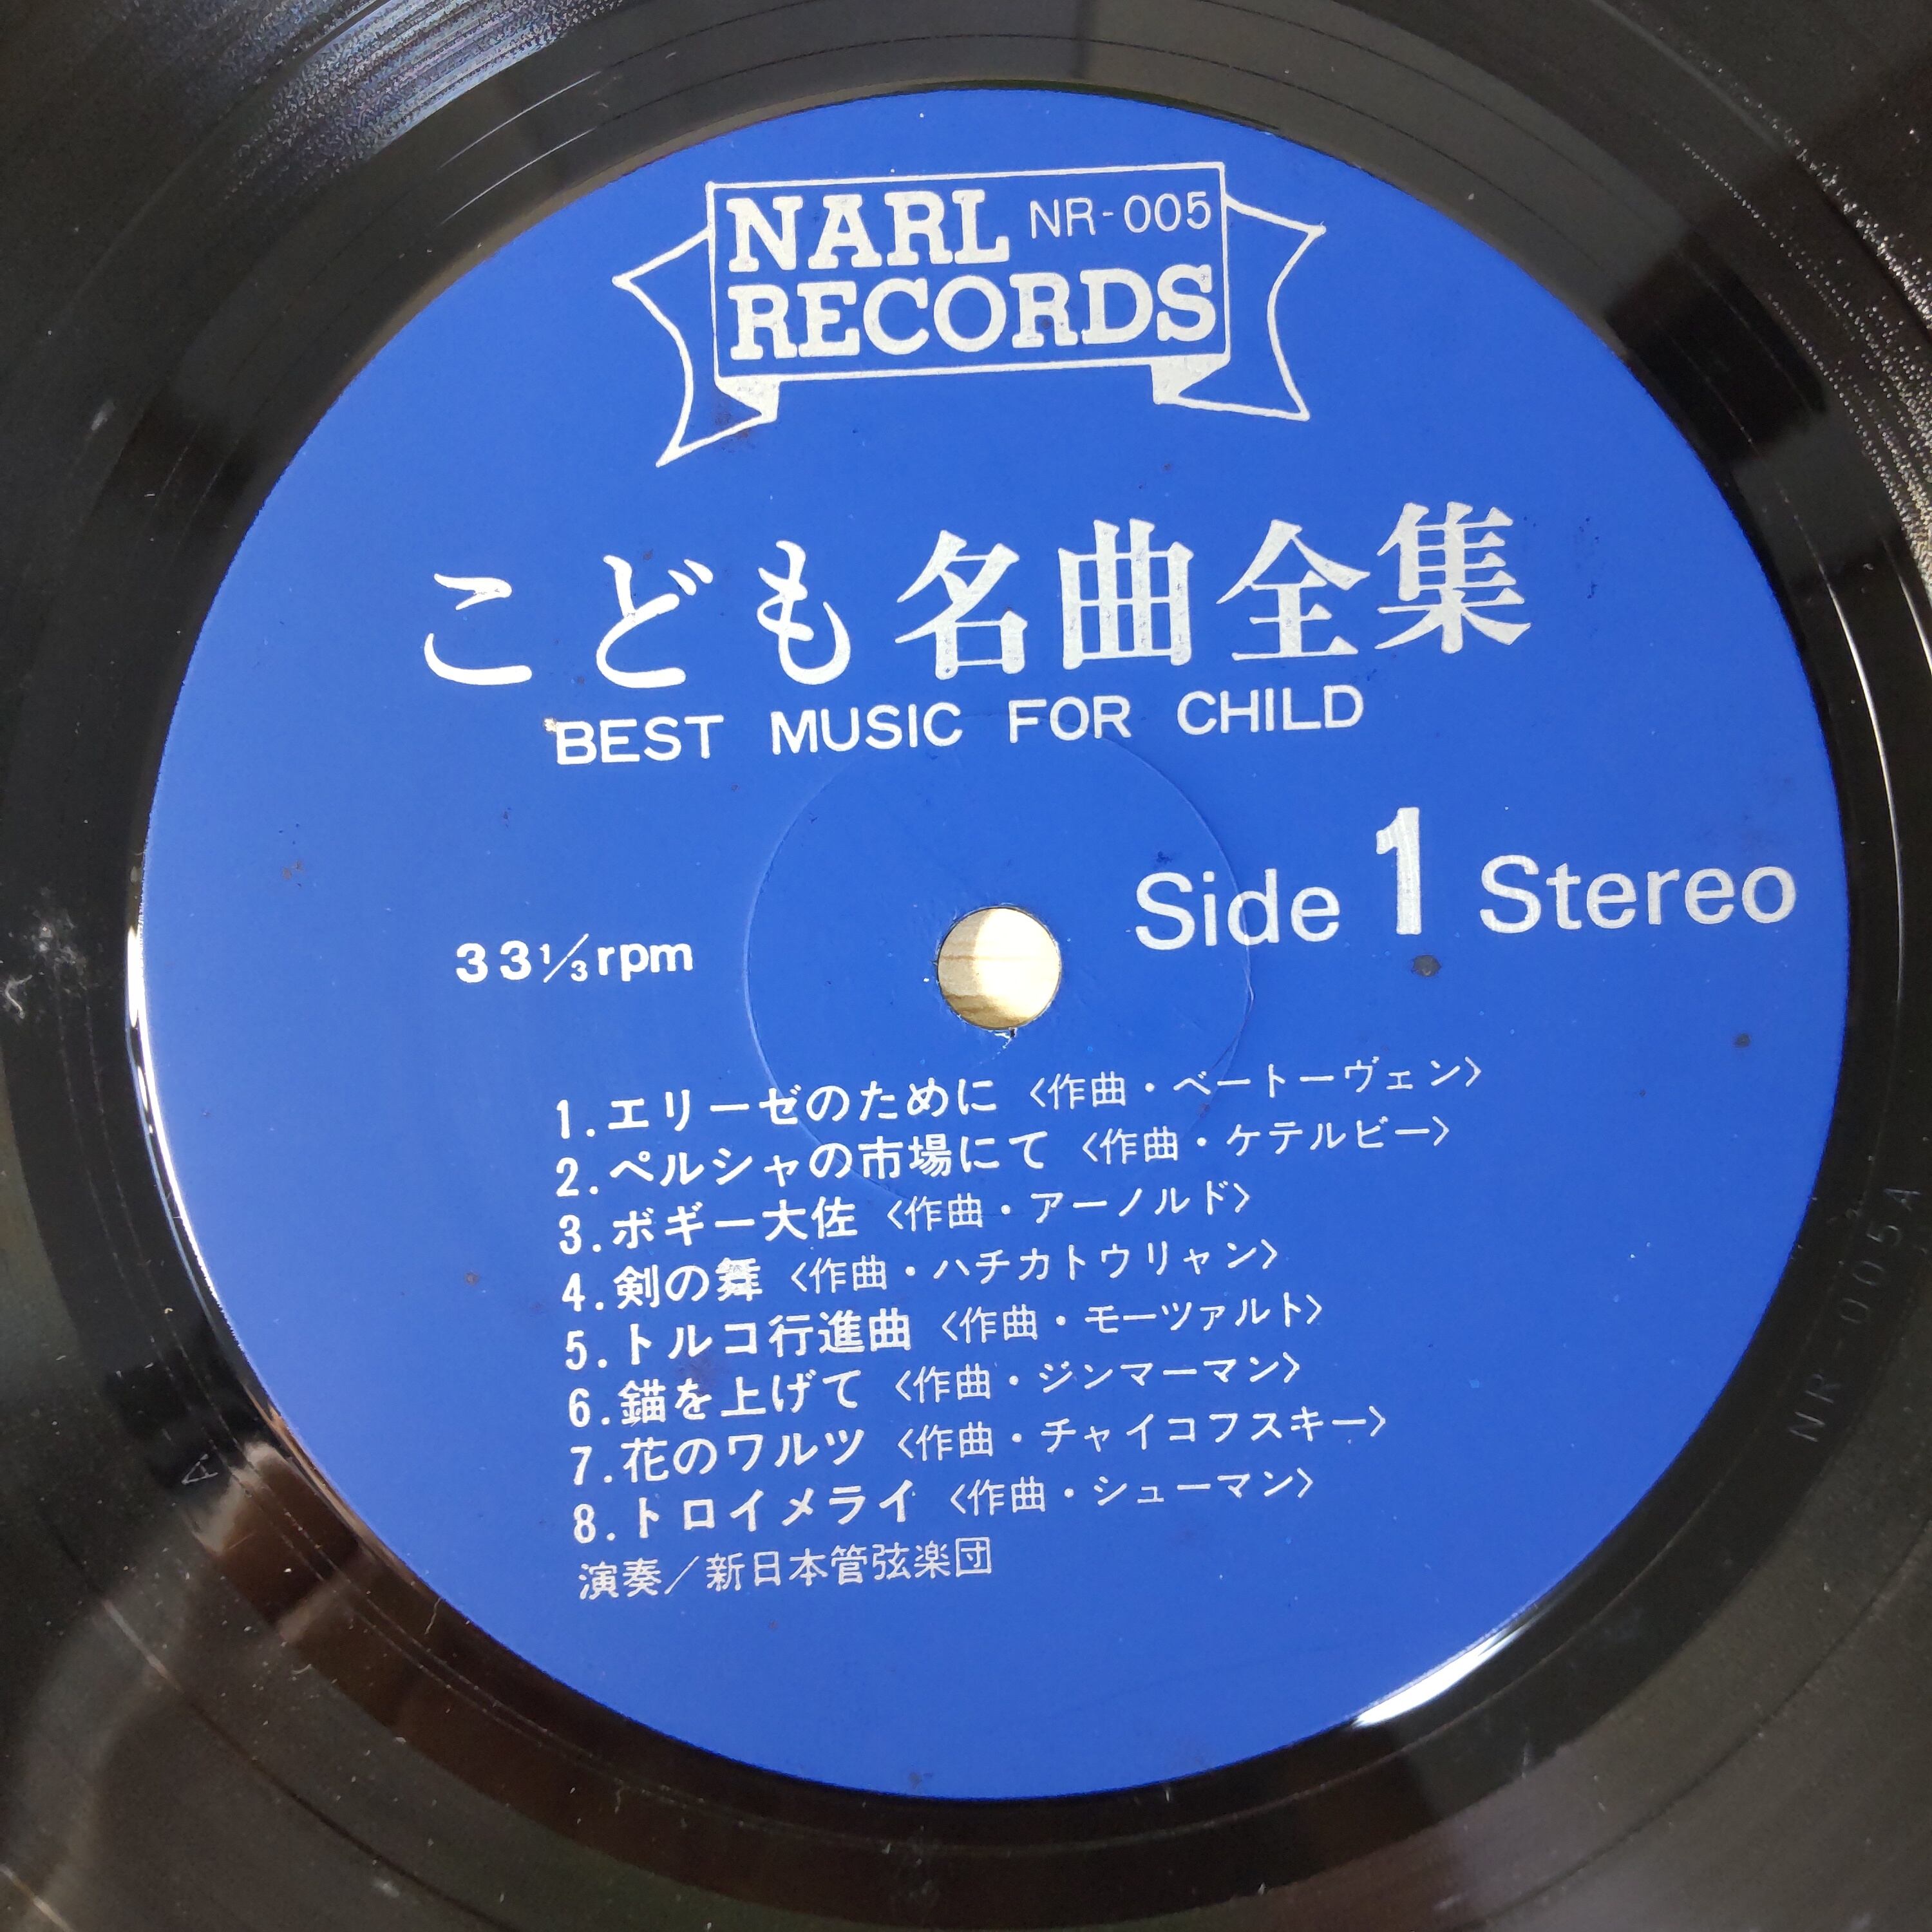 NARL NR-005
RECORDS
こども名曲全集
BEST MUSIC FOR CHILD
Side 1 Stereo
33 1/3 rpm
1.エリーゼのために〈作曲・ベートーヴェン〉
2.ペルシャの市場にて〈作曲・ケテルビー〉
3.ボギー大佐〈作曲・アーノルド〉
4.剣の舞〈作曲・ハチカトウリャン〉
5.トルコ行進曲〈作曲・モーツァルト〉
6.錨を上げて〈作曲・ジンマーマン〉
7.花のワルツ〈作曲・チャイコフスキー〉
8.トロイメライ〈作曲・シューマン〉
演奏／新日本管弦楽団
NR-005A
A